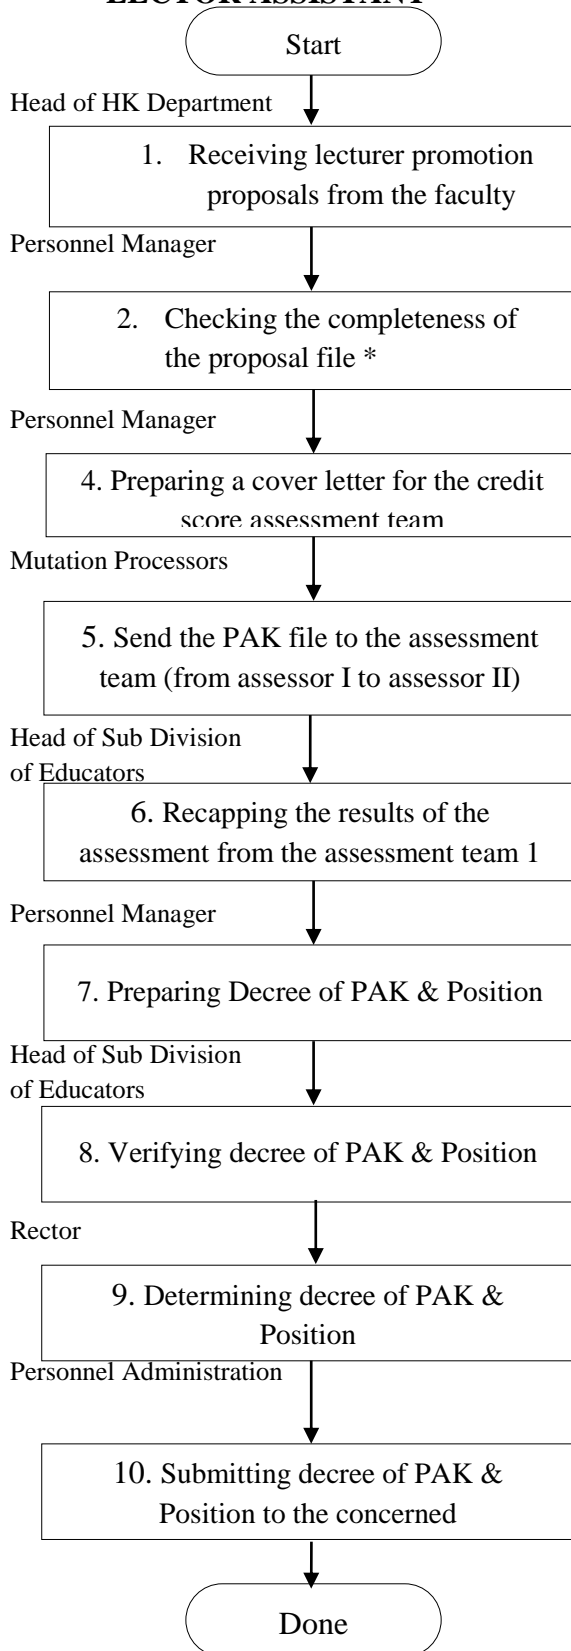 LECTOR ASSISTANT
Start
Head of HK Department
1. Receiving lecturer promotion
proposals from the faculty
Personnel Manager
2. Checking the completeness of
the proposal file *
Personnel Manager
4. Preparing a cover letter for the credit
score assessment team
Mutation Processors
5. Send the PAK file to the assessment
team (from assessor I to assessor II)
Head of Sub Division
of Educators
6. Recapping the results of the
assessment from the assessment team 1
Personnel Manager
7. Preparing Decree of PAK & Position
Head of Sub Division
of Educators
8. Verifying decree of PAK & Position
Rector
9. Determining decree of PAK &
Position
Personnel Administration
10. Submitting decree of PAK &
Position to the concerned
Done